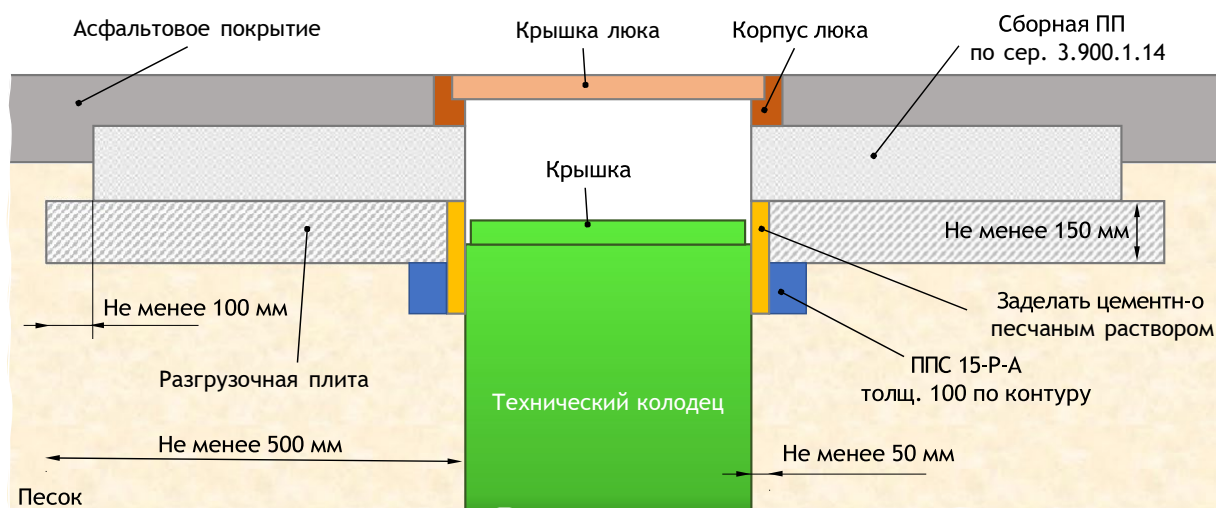 Асфальтовое покрытие
Крышка люка
Корпус люка
Сборная ПП
по сер. 3.900.1.14
Крышка
Не менее 150 мм
Не менее 100 мм
Заделать цементн-о
песчаным раствором
Разгрузочная плита
ППС 15-Р-А
толщ. 100 по контуру
Технический колодец
Не менее 500 мм
Не менее 50 мм
Песок